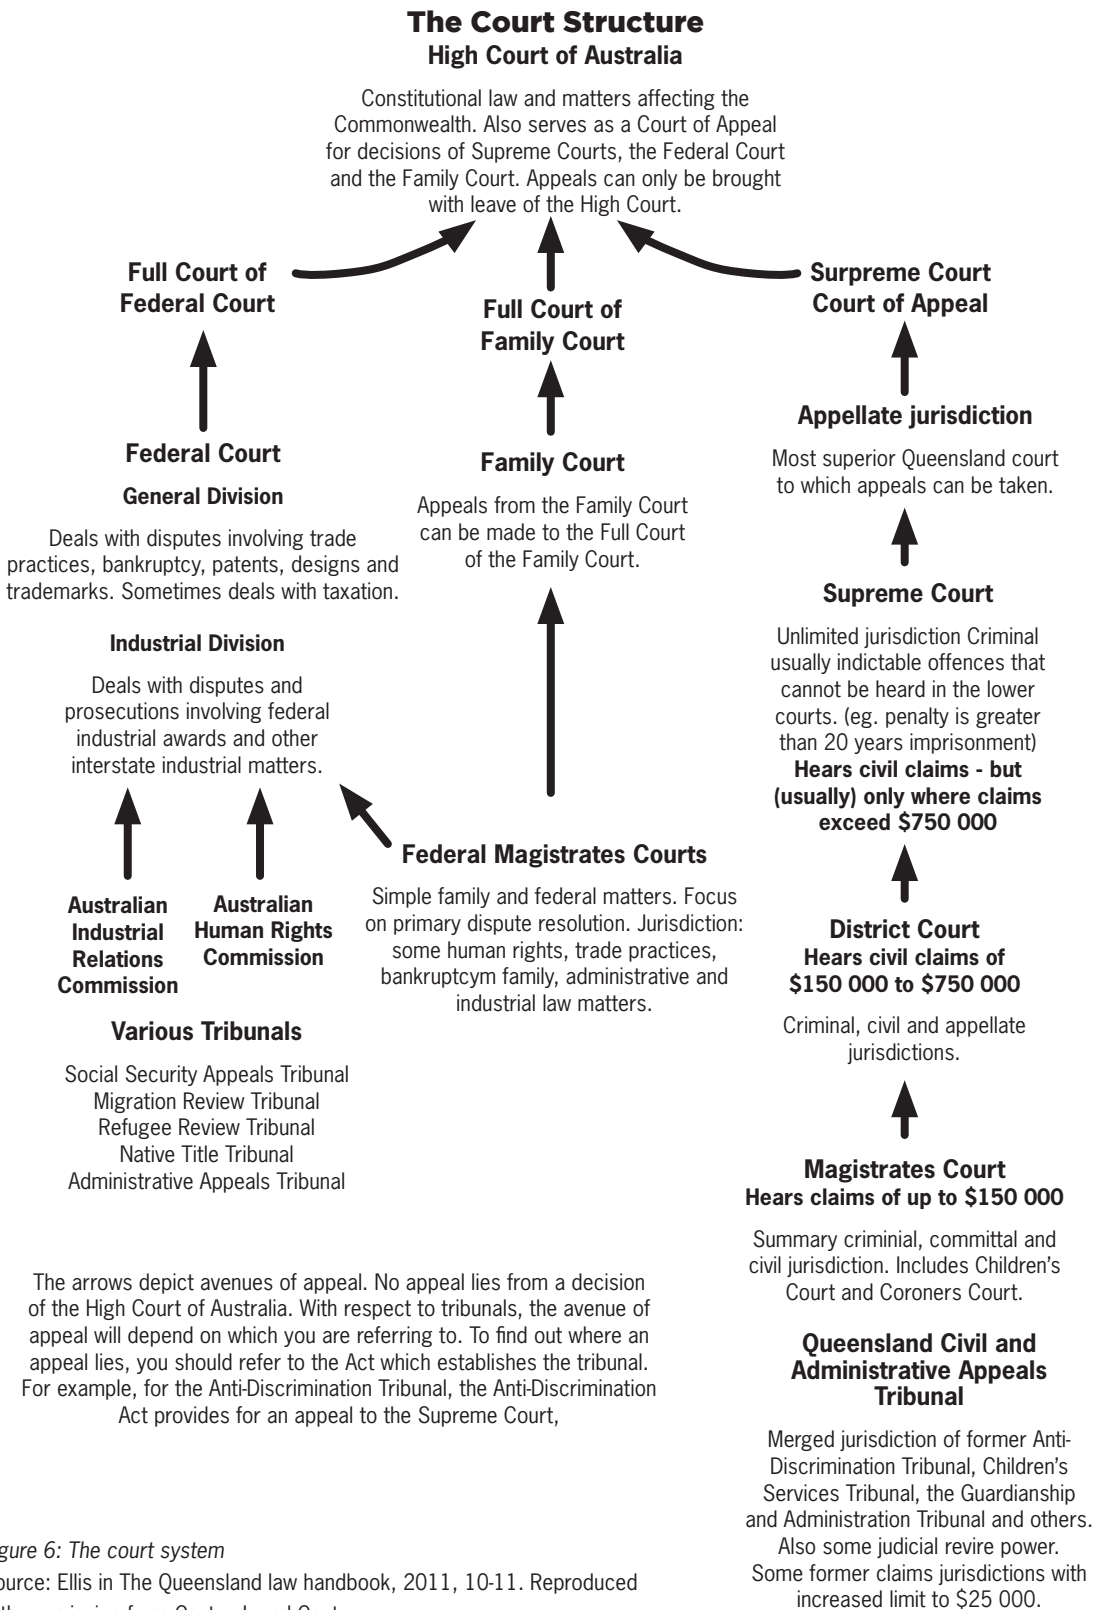 The Court Structure
High Court of Australia
Constitutional law and matters affecting the
Commonwealth. Also serves as a Court of Appeal
for decisions of Supreme Courts, the Federal Court
and the Family Court. Appeals can only be brought
with leave of the High Court.
Full Court of
Federal Court
Federal Court
General Division
Deals with disputes involving trade
practices, bankruptcy, patents, designs and
trademarks. Sometimes deals with taxation.
Industrial Division
Deals with disputes and
prosecutions involving federal
industrial awards and other
interstate industrial matters.
Australian
Industrial
Relations
Commission
Australian
Human Rights
Commission
Various Tribunals
Social Security Appeals Tribunal
Migration Review Tribunal
Refugee Review Tribunal
Native Title Tribunal
Administrative Appeals Tribunal
Full Court of
Family Court
Family Court
Appeals from the Family Court
can be made to the Full Court
of the Family Court.
Federal Magistrates Courts
Simple family and federal matters. Focus
on primary dispute resolution. Jurisdiction:
some human rights, trade practices,
bankruptcym family, administrative and
industrial law matters.
Surpreme Court
Court of Appeal
Appellate jurisdiction
Most superior Queensland court
to which appeals can be taken.
Supreme Court
Unlimited jurisdiction Criminal
usually indictable offences that
cannot be heard in the lower
courts. (eg. penalty is greater
than 20 years imprisonment)
Hears civil claims - but
(usually) only where claims
exceed $750 000
District Court
Hears civil claims of
$150 000 to $750 000
Criminal, civil and appellate
jurisdictions.
Magistrates Court
Hears claims of up to $150 000
Summary criminial, committal and
civil jurisdiction. Includes Children's
Court and Coroners Court.
Queensland Civil and
Administrative Appeals
Tribunal
Merged jurisdiction of former Anti-
Discrimination Tribunal, Children's
Services Tribunal, the Guardianship
and Administration Tribunal and others.
Also some judicial revire power.
Some former claims jurisdictions with
increased limit to $25 000.
The arrows depict avenues of appeal. No appeal lies from a decision
of the High Court of Australia. With respect to tribunals, the avenue of
appeal will depend on which you are referring to. To find out where an
appeal lies, you should refer to the Act which establishes the tribunal.
For example, for the Anti-Discrimination Tribunal, the Anti-Discrimination
Act provides for an appeal to the Supreme Court,
gure 6: The court system
ource: Ellis in The Queensland law handbook, 2011, 10-11. Reproduced